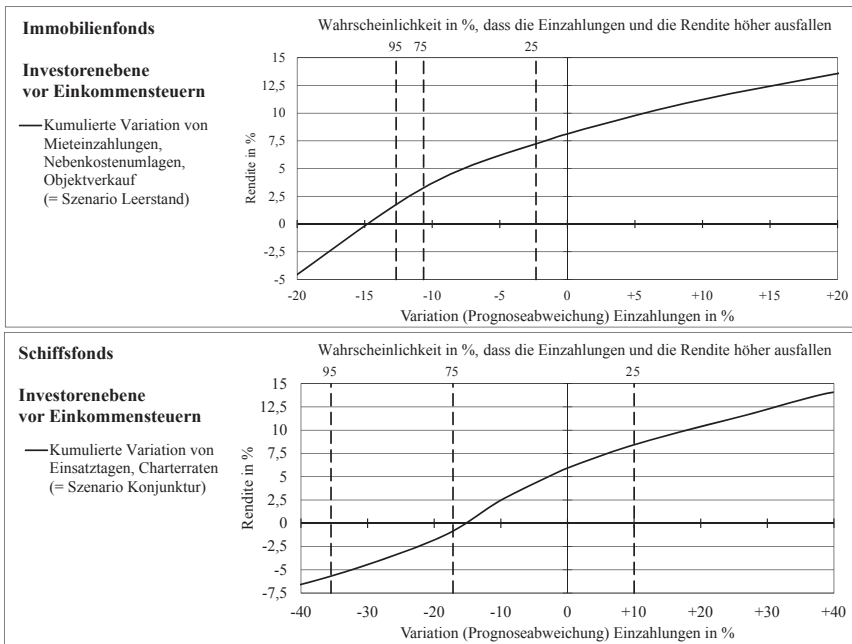 Immobilienfonds
Investorenebene
vor Einkommensteuern
Kumulierte Variation von
Mieteinzahlungen,
Nebenkostenumlagen,
Objektverkauf
(= Szenario Leerstand)
Wahrscheinlichkeit in %, dass die Einzahlungen und die Rendite höher ausfallen
95 75 25
Rendite in %
15
12,5
10
7,5
5
2,5
0
-2,5
-5
-20 -15 -10 -5 0 +5 +10 +15 +20
Variation (Prognoseabweichung) Einzahlungen in %
Schiffsfonds
Investorenebene
vor Einkommensteuern
Kumulierte Variation von
Einsatztagen, Charterraten
(= Szenario Konjunktur)
Wahrscheinlichkeit in %, dass die Einzahlungen und die Rendite höher ausfallen
95 75 25
Rendite in %
15
12,5
10
7,5
5
2,5
0
-2,5
-5
-7,5
-40 -30 -20 -10 0 +10 +20 +30 +40
Variation (Prognoseabweichung) Einzahlungen in %